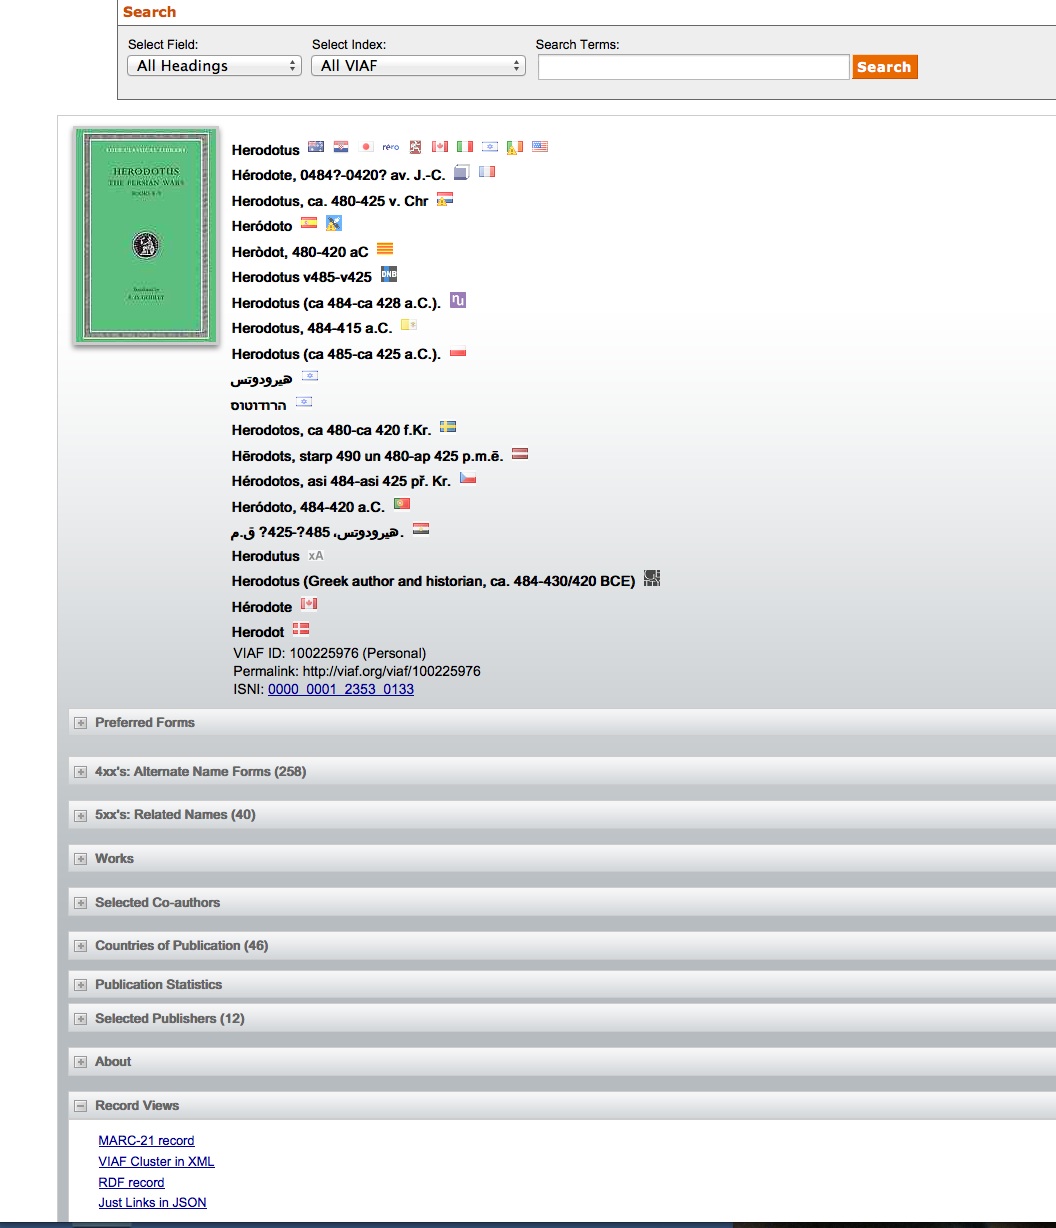 Search
Select Field: Select Index: Search Terms:
All Headings All VIAF Search
LOEB CLASSICAL LIBRARY
HERODOTUS
THE PERSIAN WARS
Translated by
A. D. GODLEY
Herodotus réro
Hérodote, 0484?-0420? av. J.-C.
Herodotus, ca. 480-425 v. Chr
Heródoto
Heròdot, 480-420 aC
Herodotus v485-v425 DNB
Herodotus (ca 484-ca 428 a.C.).
Herodotus, 484-415 a.C.
Herodotus (ca 485-ca 425 a.C.).
هيرودوتس
הרודוטוס
Herodotos, ca 480-ca 420 f.Kr.
Hērodots, starp 490 un 480-ap 425 p.m.ē.
Hérodotos, asi 484-asi 425 př. Kr.
Heródoto, 484-420 a.C.
هيرودوتس، 485?-425? ق.م.
Herodutus xA
Herodotus (Greek author and historian, ca. 484-430/420 BCE)
Hérodote
Herodot
VIAF ID: 100225976 (Personal)
Permalink: http://viaf.org/viaf/100225976
ISNI: 0000 0001 2353 0133
Preferred Forms
4xx's: Alternate Name Forms (258)
5xx's: Related Names (40)
Works
Selected Co-authors
Countries of Publication (46)
Publication Statistics
Selected Publishers (12)
About
Record Views
MARC-21 record
VIAF Cluster in XML
RDF record
Just Links in JSON